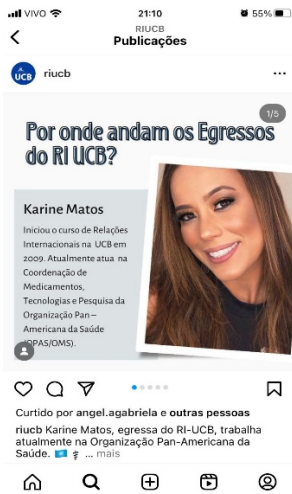 VIVO 21:10 55%
RIUCB
Publicações
UCB riucb
1/5
Por onde andam os Egressos
do RI UCB?
Karine Matos
Iniciou o curso de Relações
Internacionais na UCB em
2009. Atualmente atua na
Coordenação de
Medicamentos,
Tecnologias e Pesquisa da
Organização Pan–
Americana da Saúde
(OPAS/OMS).
Curtido por angel.agabriela e outras pessoas
riucb Karine Matos, egressa do RI-UCB, trabalha
atualmente na Organização Pan-Americana da
Saúde. ... mais